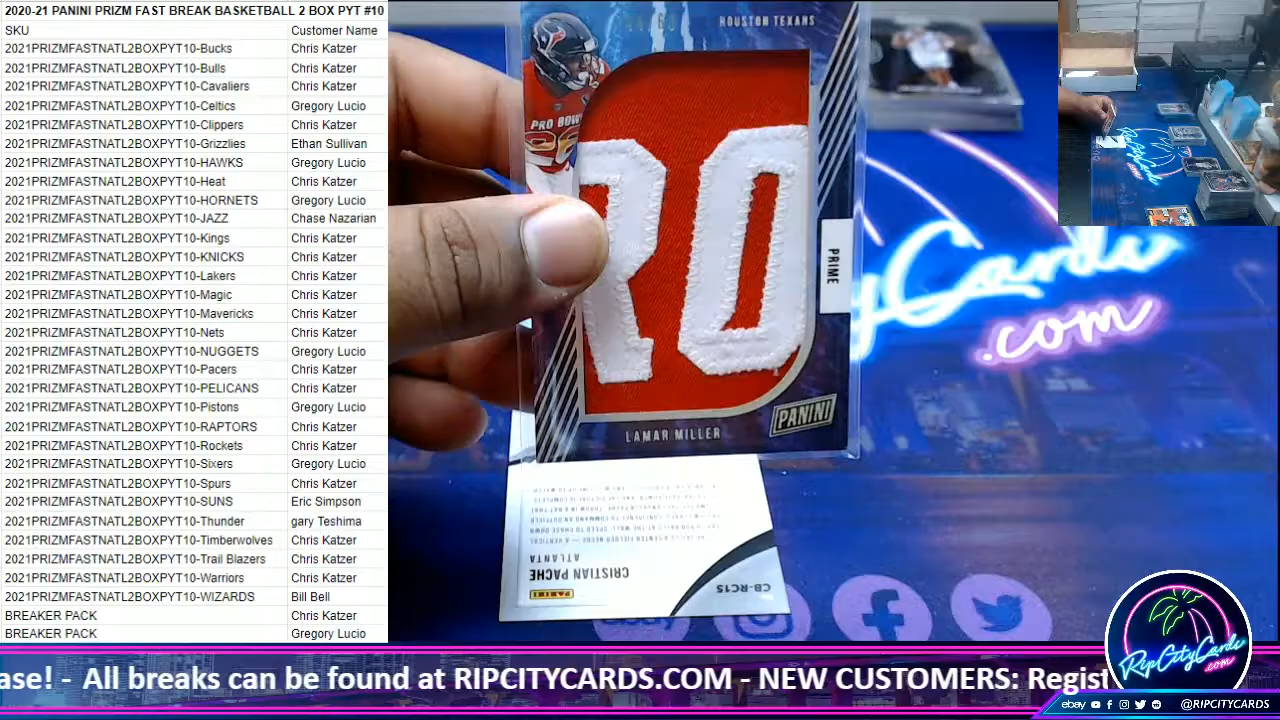 2020-21 PANINI PRIZM FAST BREAK BASKETBALL 2 BOX PYT #10
SKU Customer Name
2021PRIZMFASTNATL2BOXPYT10-Bucks Chris Katzer
2021PRIZMFASTNATL2BOXPYT10-Bulls Chris Katzer
2021PRIZMFASTNATL2BOXPYT10-Cavaliers Chris Katzer
2021PRIZMFASTNATL2BOXPYT10-Celtics Gregory Lucio
2021PRIZMFASTNATL2BOXPYT10-Clippers Chris Katzer
2021PRIZMFASTNATL2BOXPYT10-Grizzlies Ethan Sullivan
2021PRIZMFASTNATL2BOXPYT10-HAWKS Gregory Lucio
2021PRIZMFASTNATL2BOXPYT10-Heat Chris Katzer
2021PRIZMFASTNATL2BOXPYT10-HORNETS Gregory Lucio
2021PRIZMFASTNATL2BOXPYT10-JAZZ Chase Nazarian
2021PRIZMFASTNATL2BOXPYT10-Kings Chris Katzer
2021PRIZMFASTNATL2BOXPYT10-KNICKS Chris Katzer
2021PRIZMFASTNATL2BOXPYT10-Lakers Chris Katzer
2021PRIZMFASTNATL2BOXPYT10-Magic Chris Katzer
2021PRIZMFASTNATL2BOXPYT10-Mavericks Chris Katzer
2021PRIZMFASTNATL2BOXPYT10-Nets Chris Katzer
2021PRIZMFASTNATL2BOXPYT10-NUGGETS Gregory Lucio
2021PRIZMFASTNATL2BOXPYT10-Pacers Chris Katzer
2021PRIZMFASTNATL2BOXPYT10-PELICANS Chris Katzer
2021PRIZMFASTNATL2BOXPYT10-Pistons Gregory Lucio
2021PRIZMFASTNATL2BOXPYT10-RAPTORS Chris Katzer
2021PRIZMFASTNATL2BOXPYT10-Rockets Chris Katzer
2021PRIZMFASTNATL2BOXPYT10-Sixers Gregory Lucio
2021PRIZMFASTNATL2BOXPYT10-Spurs Chris Katzer
2021PRIZMFASTNATL2BOXPYT10-SUNS Eric Simpson
2021PRIZMFASTNATL2BOXPYT10-Thunder gary Teshima
2021PRIZMFASTNATL2BOXPYT10-Timberwolves Chris Katzer
2021PRIZMFASTNATL2BOXPYT10-Trail Blazers Chris Katzer
2021PRIZMFASTNATL2BOXPYT10-Warriors Chris Katzer
2021PRIZMFASTNATL2BOXPYT10-WIZARDS Bill Bell
BREAKER PACK Chris Katzer
BREAKER PACK Gregory Lucio
HOUSTON TEXANS
PRO BOWL
PRIME
LAMAR MILLER
PANINI
yCards
.com
CB-RC15
CRISTIAN PACHE
ATLANTA
PANINI
RipCityCards
.com
ase! - All breaks can be found at RIPCITYCARDS.COM - NEW CUSTOMERS: Regist
ebay @RIPCITYCARDS